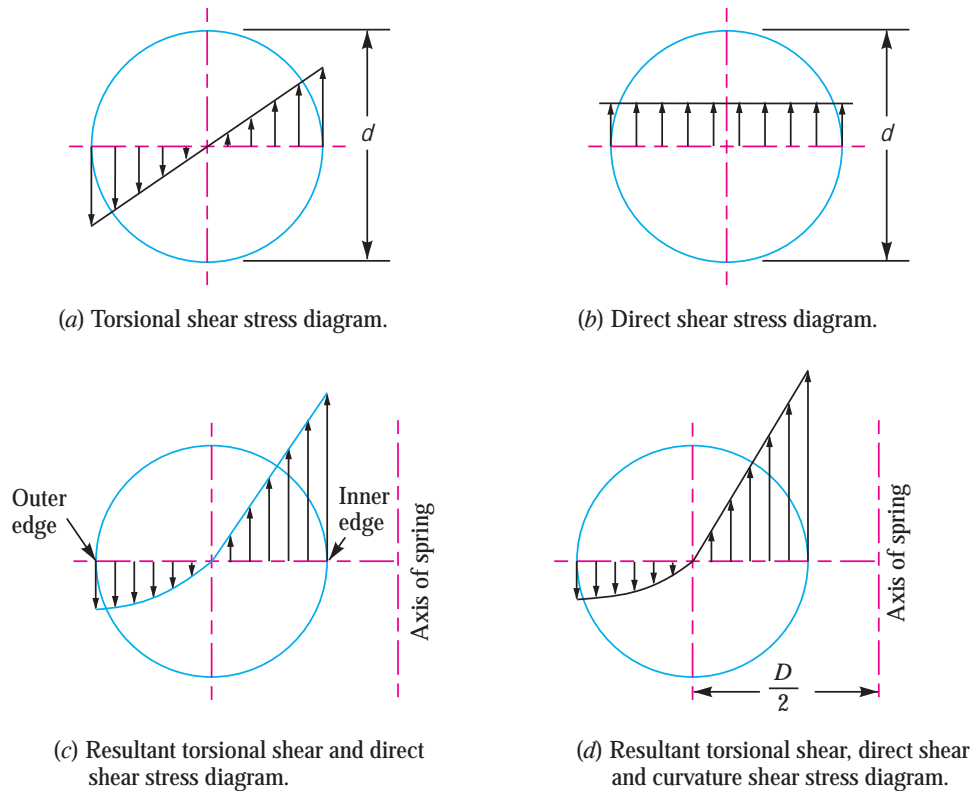 d
d
(a) Torsional shear stress diagram.
(b) Direct shear stress diagram.
Outer
edge
Inner
edge
Axis of spring
Axis of spring
D
2
(c) Resultant torsional shear and direct
shear stress diagram.
(d) Resultant torsional shear, direct shear
and curvature shear stress diagram.